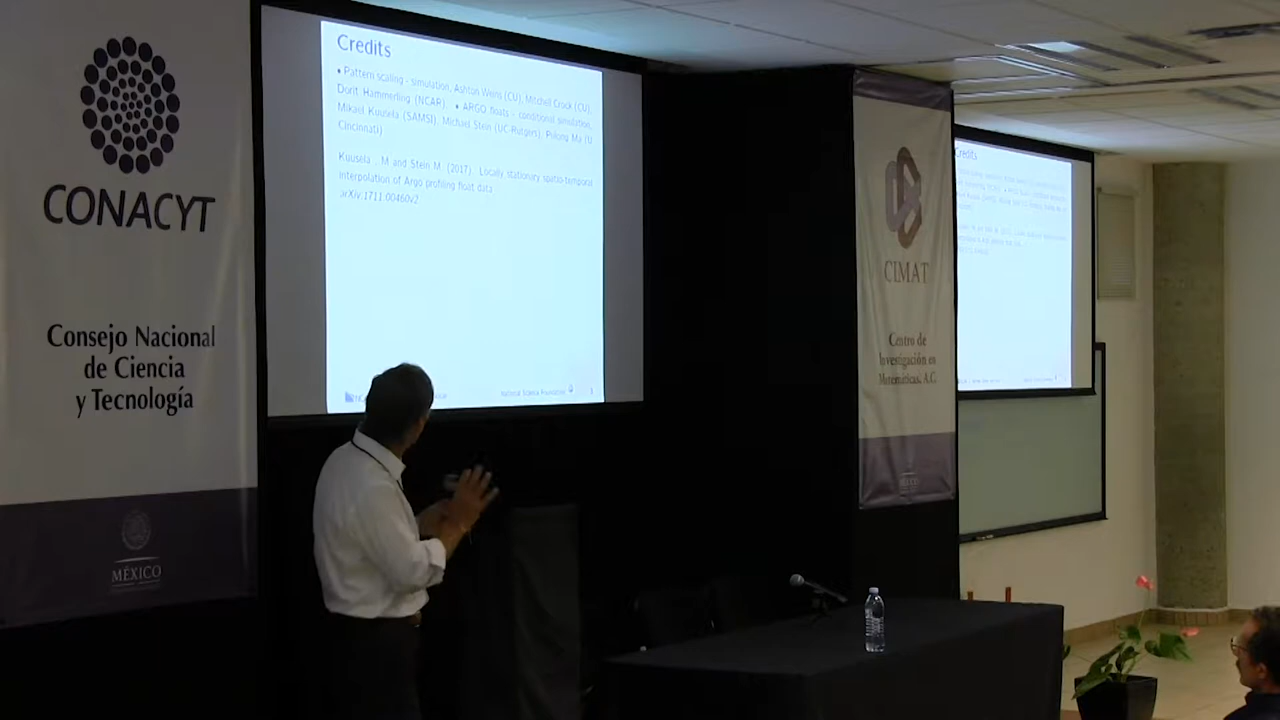 CONACYT
Consejo Nacional
de Ciencia
y Tecnología
MÉXICO
Credits
• Pattern scaling - simulation, Ashton Weins (CU), Mitchell Crock (CU),
Dorit Hammerling (NCAR). • ARGO floats - conditional simulation,
Mikael Kuusela (SAMSI), Michael Stein (UC-Rutgers), Pulong Ma (U
Cincinnati)
Kuusela , M and Stein M. (2017). Locally stationary spatio-temporal
interpolation of Argo profiling float data
arXiv:1711.00460v2
National Science Foundation
CIMAT
Centro de
Investigación en
Matemáticas, A.C.
MÉXICO
Credits